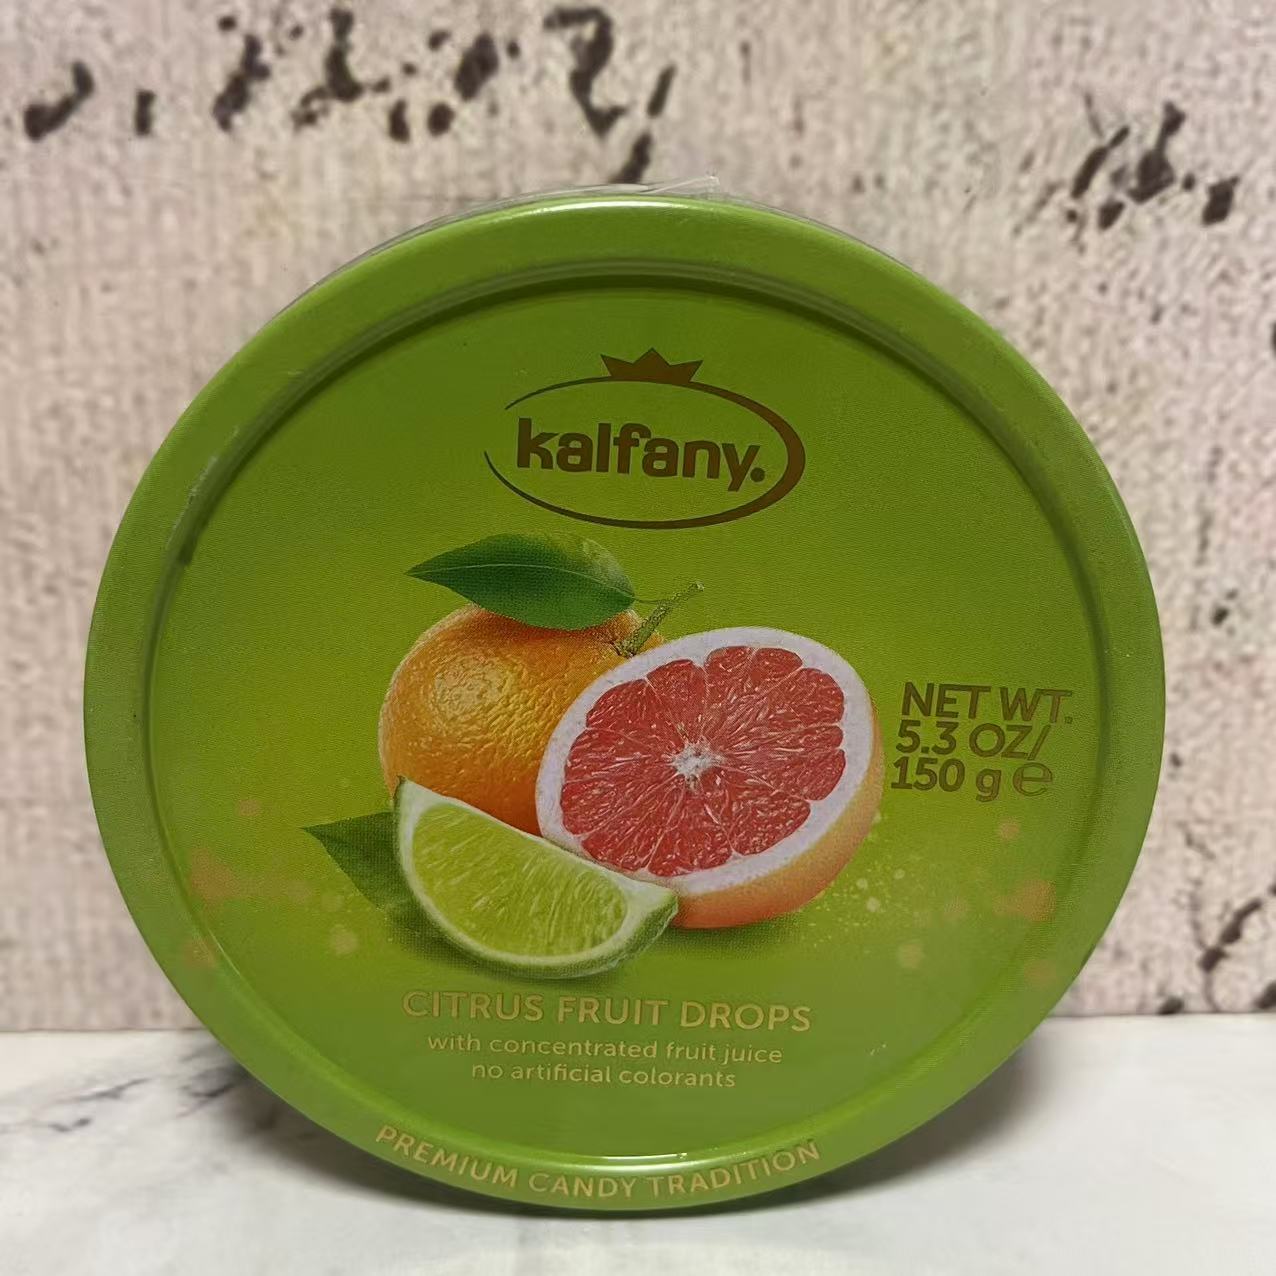 kalfany.
NET WT.
5.3 OZ/
150 g e
CITRUS FRUIT DROPS
with concentrated fruit juice
no artificial colorants
PREMIUM CANDY TRADITION